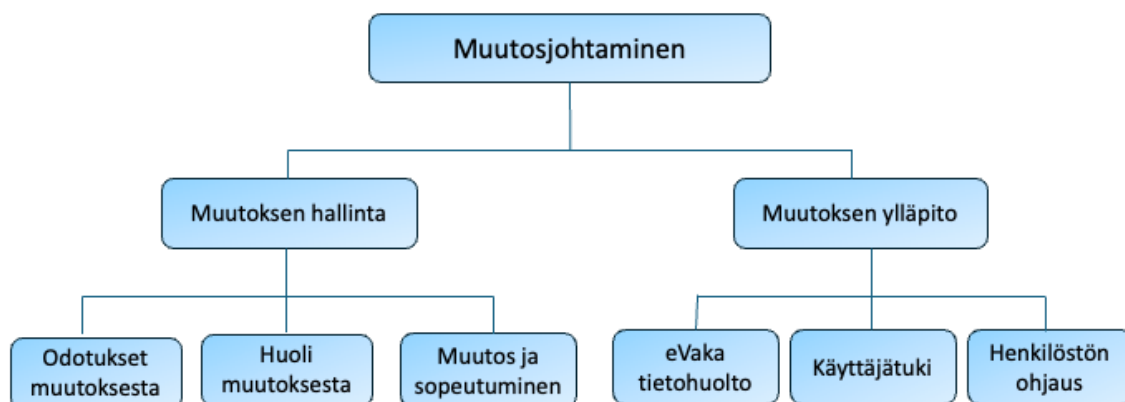 Muutosjohtaminen
Muutoksen hallinta
Muutoksen ylläpito
Odotukset
muutoksesta
Huoli
muutoksesta
Muutos ja
sopeutuminen
eVaka
tietohuolto
Käyttäjätuki
Henkilöstön
ohjaus